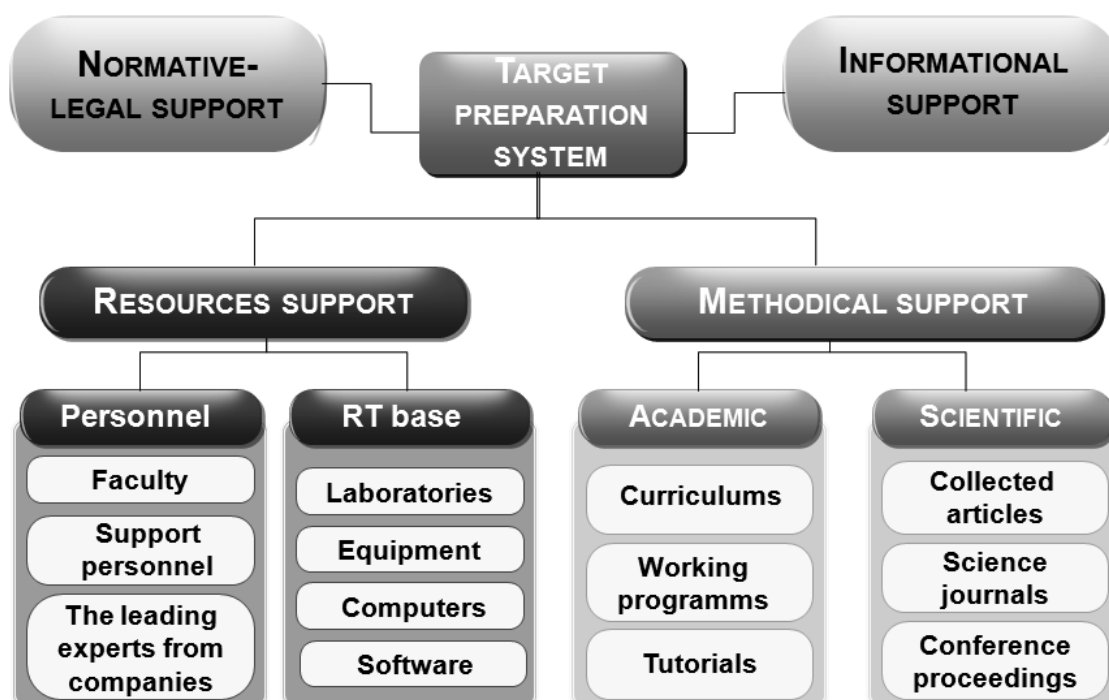 NORMATIVE-
LEGAL SUPPORT
TARGET
PREPARATION
SYSTEM
INFORMATIONAL
SUPPORT
RESOURCES SUPPORT
METHODICAL SUPPORT
Personnel
Faculty
Support
personnel
The leading
experts from
companies
RT base
Laboratories
Equipment
Computers
Software
ACADEMIC
Curriculums
Working
programms
Tutorials
SCIENTIFIC
Collected
articles
Science
journals
Conference
proceedings